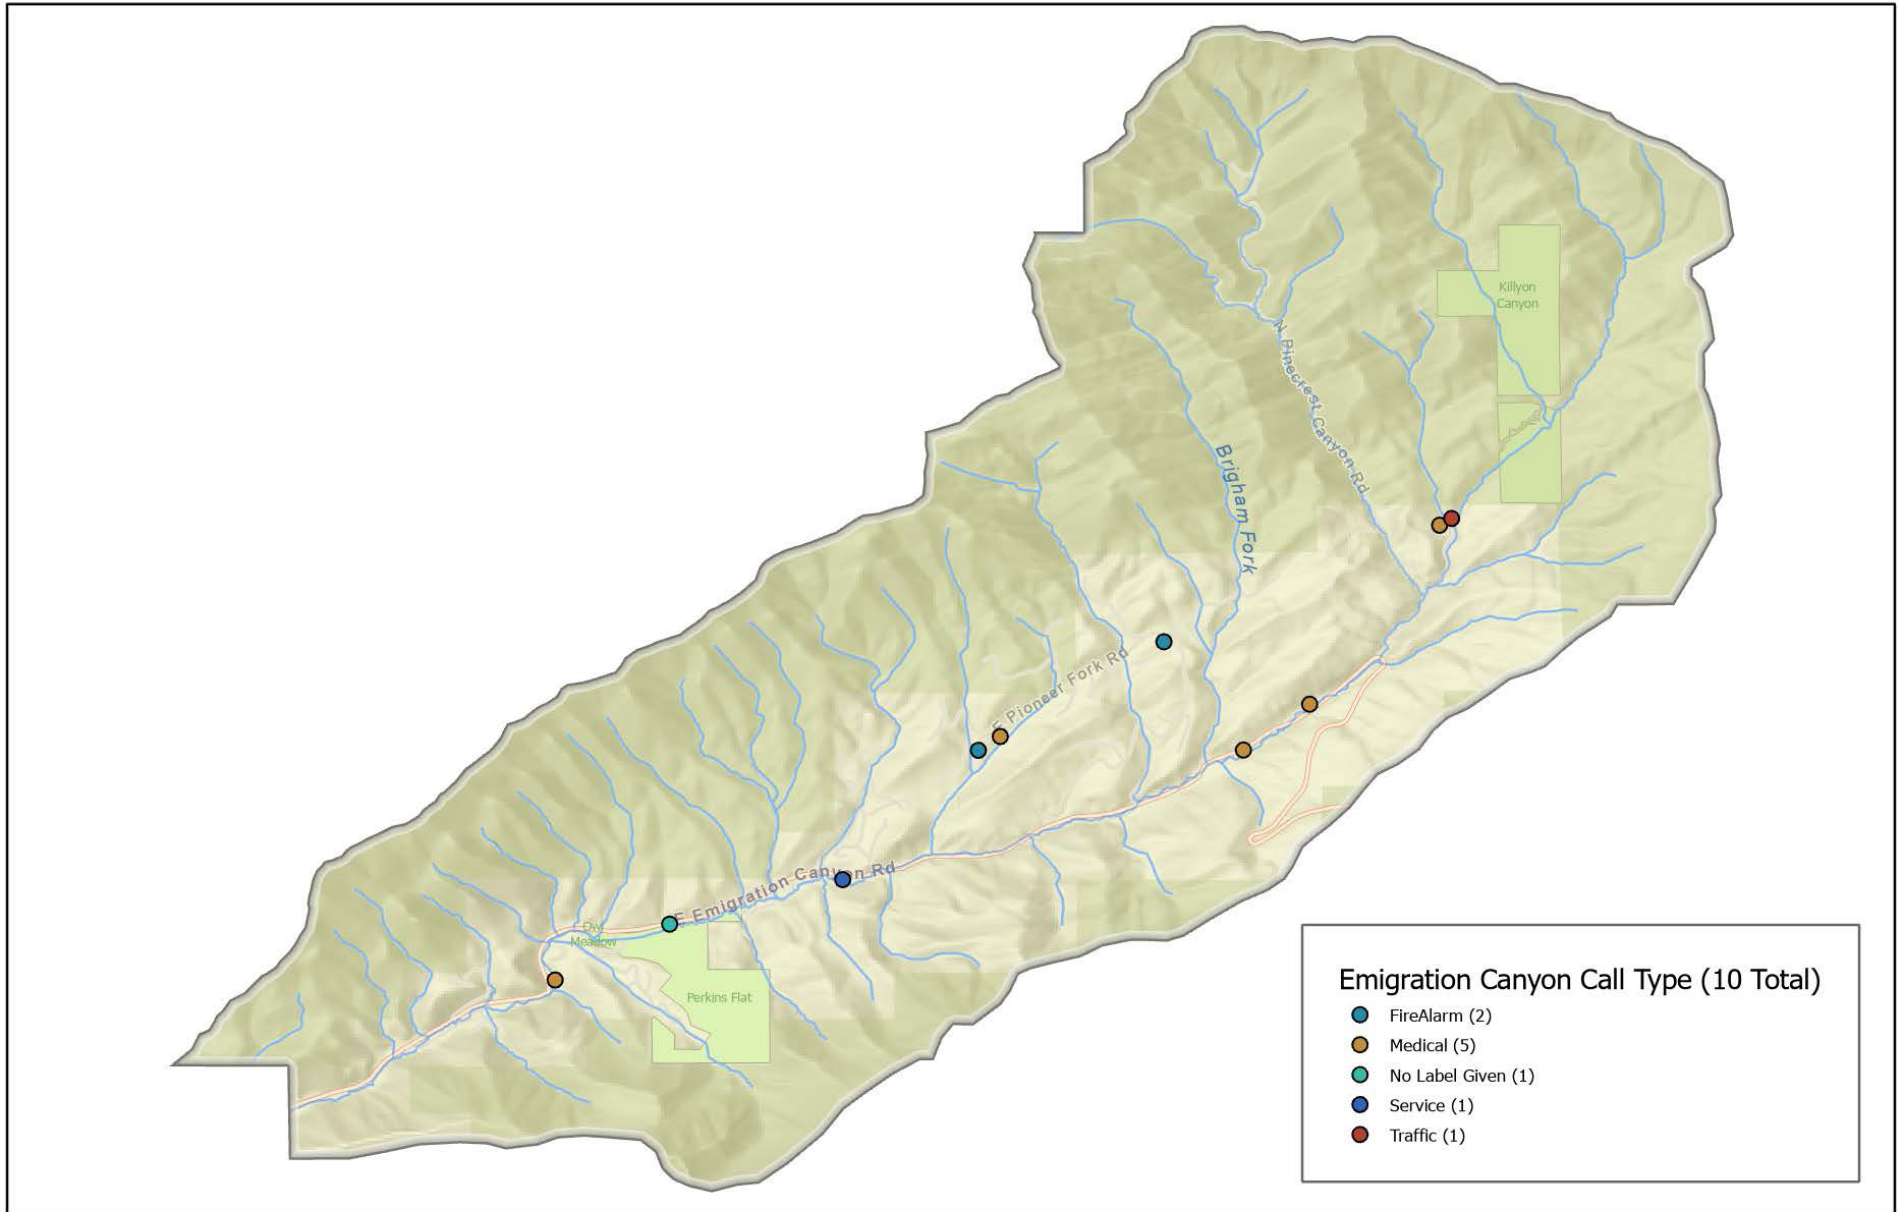 Killyon
Canyon
N Pinecrest Canyon Rd
Brigham Fork
E Pioneer Fork Rd
E Emigration Canyon Rd
Meadow
Perkins Flat
Emigration Canyon Call Type (10 Total)
FireAlarm (2)
Medical (5)
No Label Given (1)
Service (1)
Traffic (1)